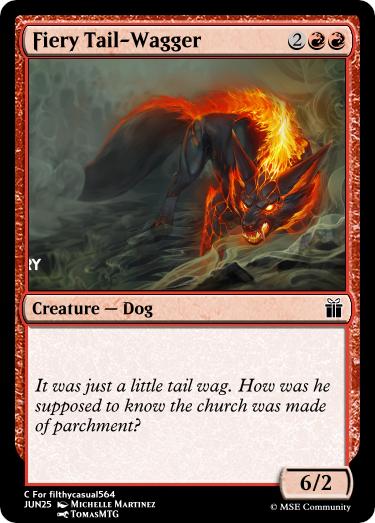 Fiery Tail-Wagger 2
RY
Creature — Dog
It was just a little tail wag. How was he
supposed to know the church was made
of parchment?
6/2
C For filthycasual564
JUN25 Michelle Martinez
TomasMTG
© MSE Community